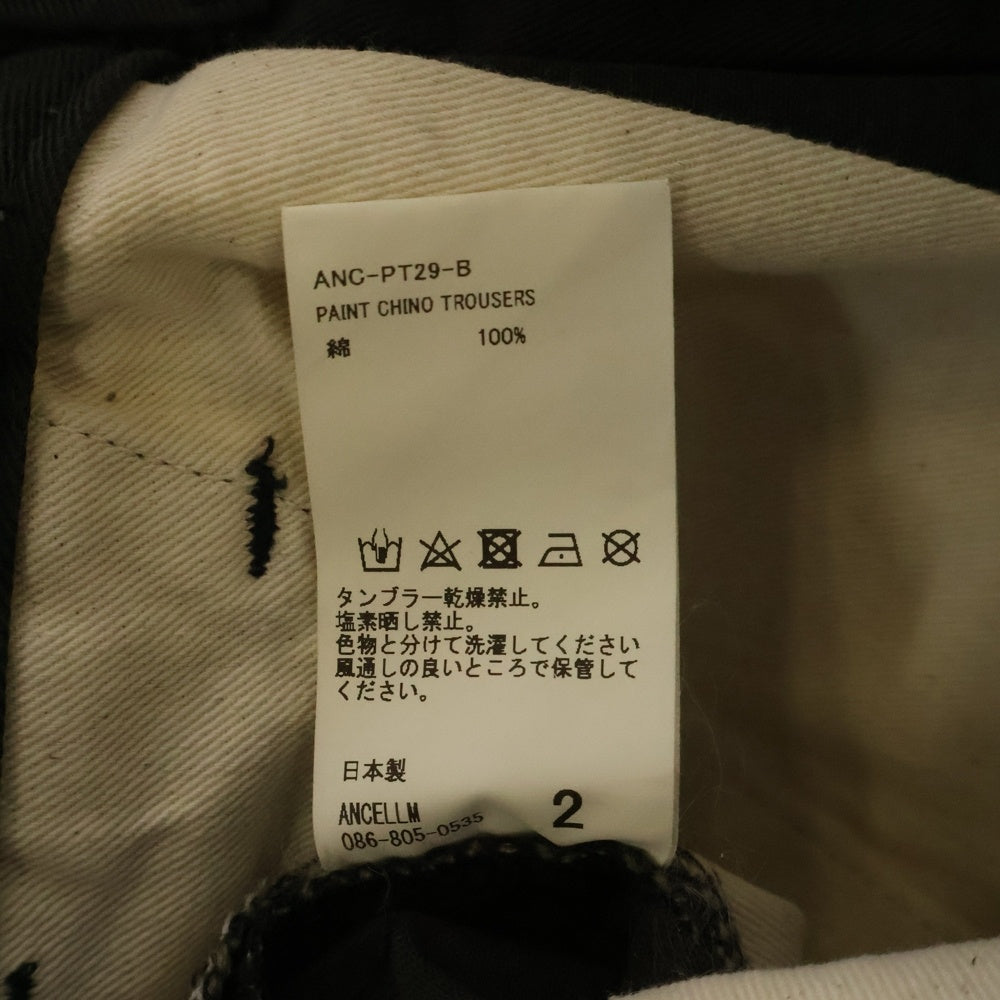 ANC-PT29-B
PAINT CHINO TROUSERS
綿 100%
タンブラー乾燥禁止。
塩素晒し禁止。
色物と分けて洗濯してください
風通しの良いところで保管して
ください。
日本製
ANCELLM 2
086-805-0535